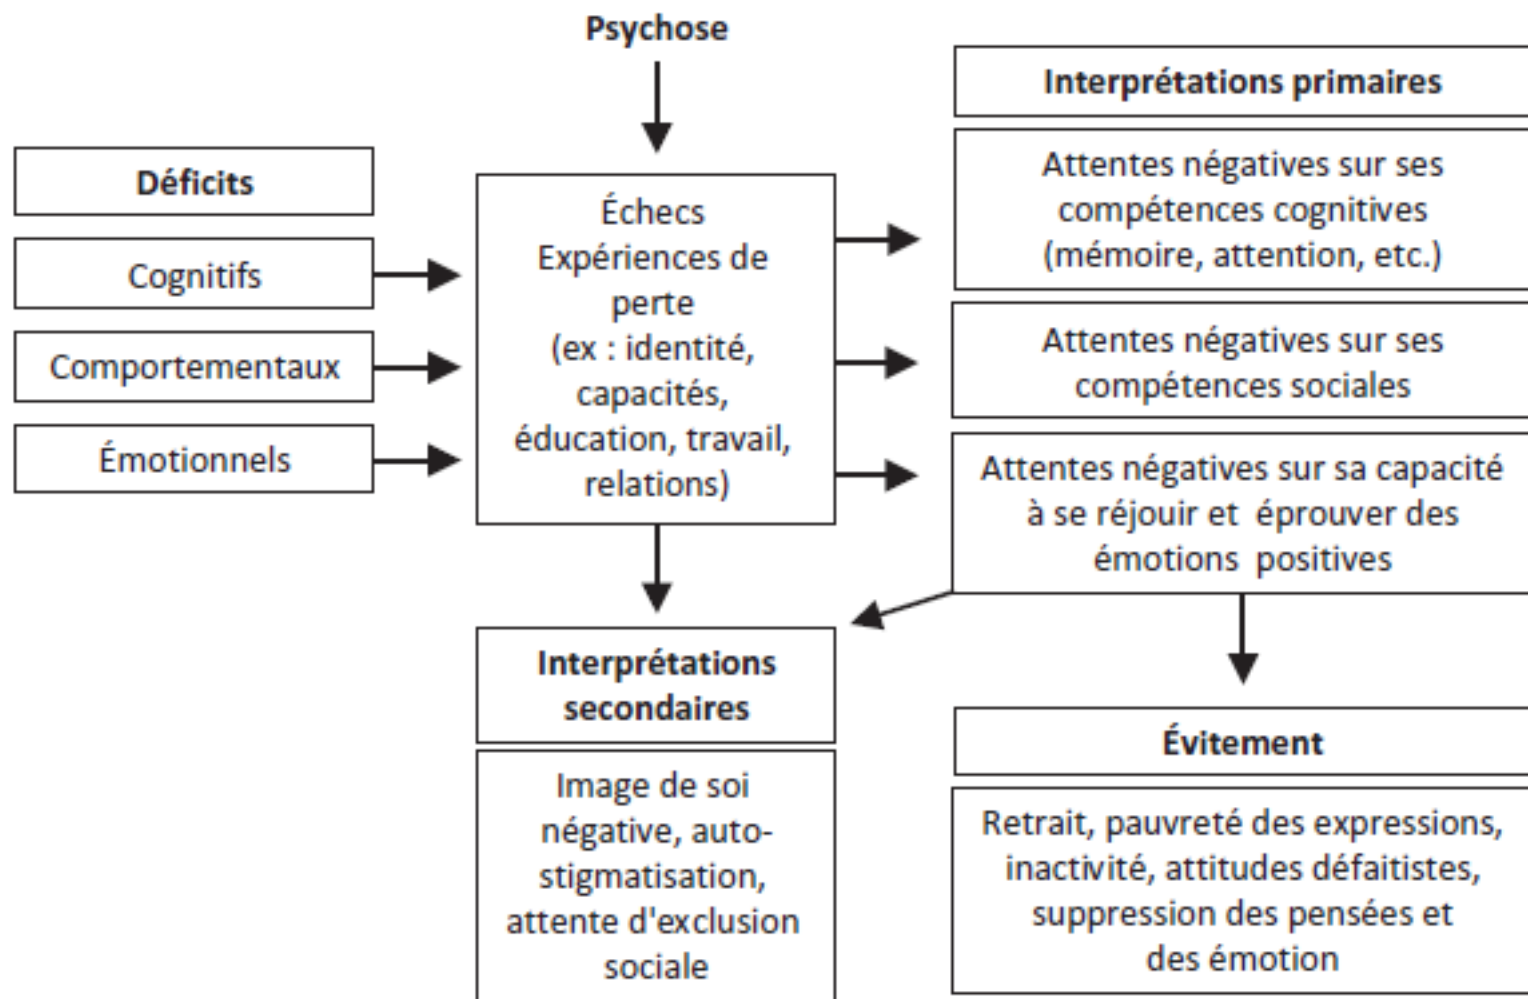 Psychose
Déficits
Cognitifs
Comportementaux
Émotionnels
Échecs
Expériences de
perte
(ex : identité,
capacités,
éducation, travail,
relations)
Interprétations primaires
Attentes négatives sur ses
compétences cognitives
(mémoire, attention, etc.)
Attentes négatives sur ses
compétences sociales
Attentes négatives sur sa capacité
à se réjouir et éprouver des
émotions positives
Interprétations
secondaires
Image de soi
négative, auto-
stigmatisation,
attente d'exclusion
sociale
Évitement
Retrait, pauvreté des expressions,
inactivité, attitudes défaitistes,
suppression des pensées et
des émotion